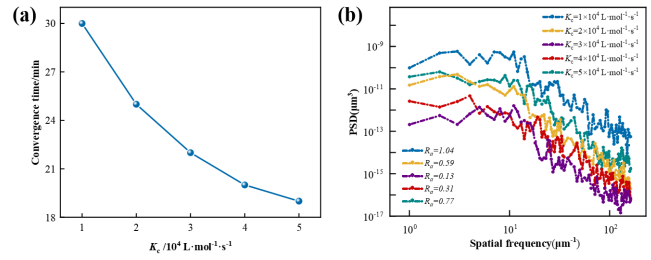 (a)
Convergence time/min
30
27
24
21
18
1 2 3 4 5
Kc /10⁴ L·mol⁻¹·s⁻¹
(b)
PSD(μm³)
10⁻⁹
10⁻¹¹
10⁻¹³
10⁻¹⁵
10⁻¹⁷
Kc=1×10⁴ L·mol⁻¹·s⁻¹
Kc=2×10⁴ L·mol⁻¹·s⁻¹
Kc=3×10⁴ L·mol⁻¹·s⁻¹
Kc=4×10⁴ L·mol⁻¹·s⁻¹
Kc=5×10⁴ L·mol⁻¹·s⁻¹
Ra=1.04
Ra=0.59
Ra=0.13
Ra=0.31
Ra=0.77
10⁰ 10¹ 10²
Spatial frequency(μm⁻¹)